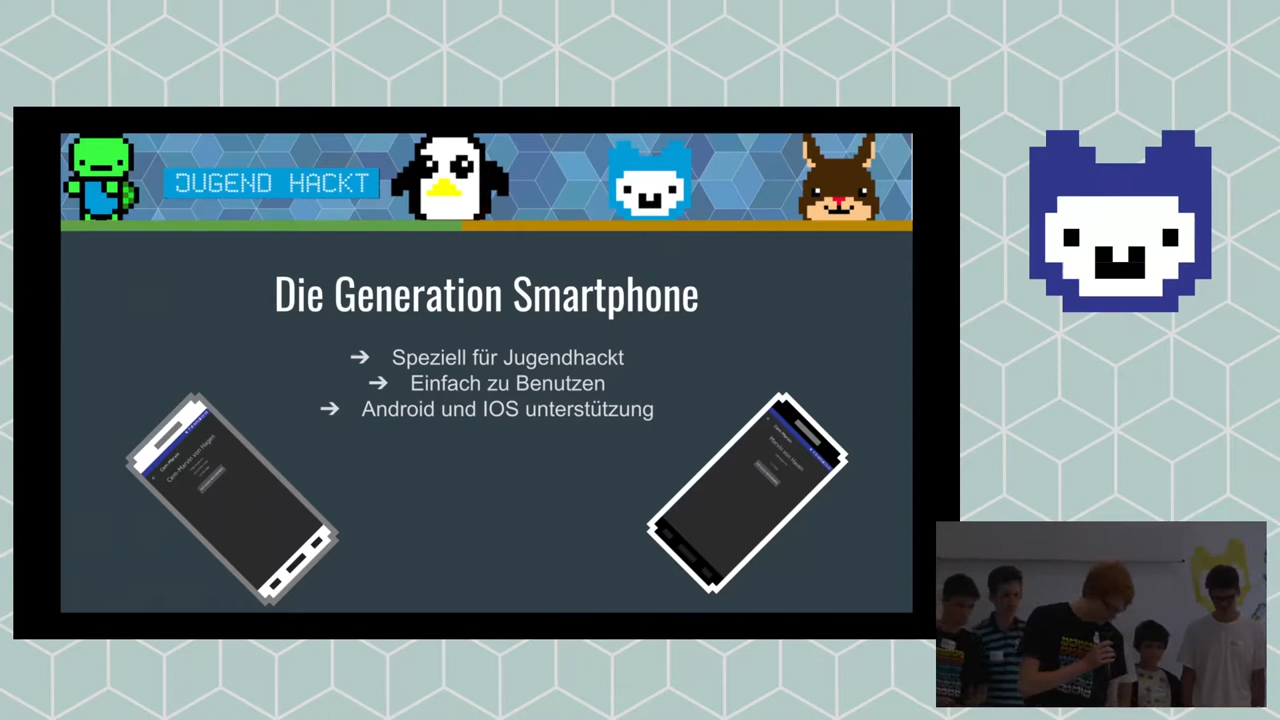 JUGEND HACKT
Die Generation Smartphone
➔ Speziell für Jugendhackt
➔ Einfach zu Benutzen
➔ Android und IOS unterstützung